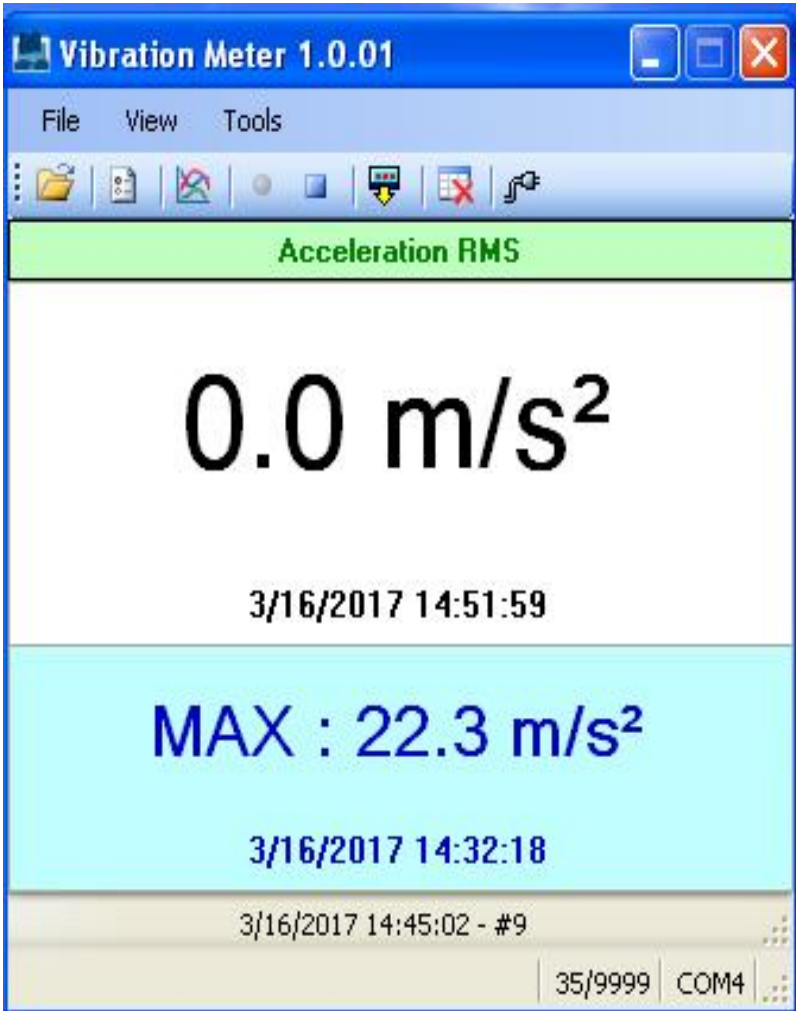 Vibration Meter 1.0.01
File View Tools
Acceleration RMS
0.0 m/s²
3/16/2017 14:51:59
MAX : 22.3 m/s²
3/16/2017 14:32:18
3/16/2017 14:45:02 - #9
35/9999 COM4